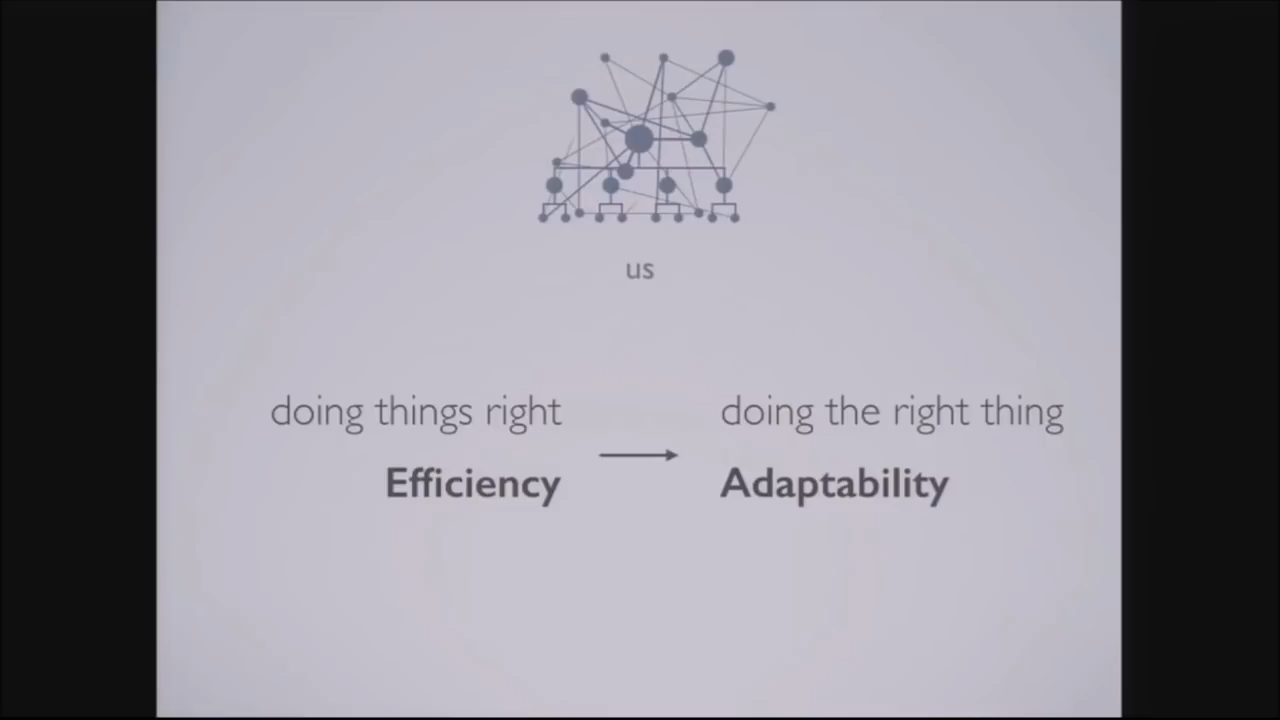 us
doing things right
doing the right thing
Efficiency
Adaptability